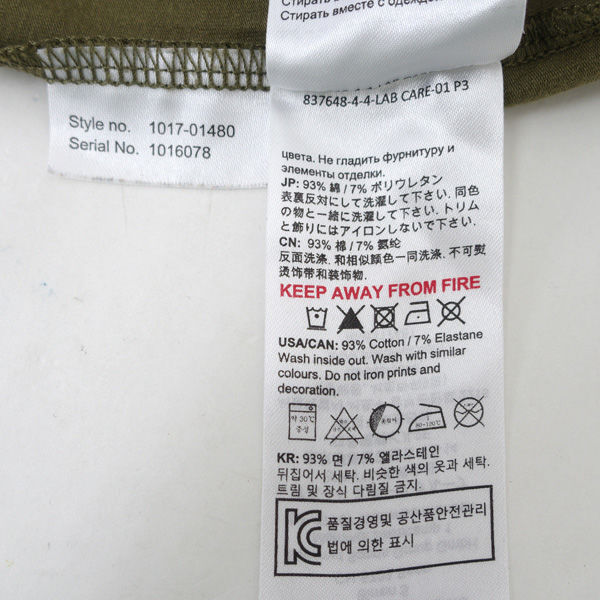 Стирать вместе с одеждой
837648-4-4-LAB CARE-01 P3
Style no. 1017-01480
Serial No. 1016078
цвета. Не гладить фурнитуру и
элементы отделки.
JP: 93% 綿 / 7% ポリウレタン
表裏反対にして洗濯して下さい. 同色
の物と一緒に洗濯して下さい. トリム
と飾りにはアイロンしないで下さい.
CN: 93% 棉 / 7% 氨纶
反面洗涤. 和相似颜色一同洗涤. 不可熨
烫饰带和装饰物.
KEEP AWAY FROM FIRE
USA/CAN: 93% Cotton / 7% Elastane
Wash inside out. Wash with similar
colours. Do not iron prints and
decoration.
약 30℃
중성
80~120℃
KR: 93% 면 / 7% 엘라스테인
뒤집어서 세탁. 비슷한 색의 옷과 세탁.
트림 및 장식 다림질 금지.
품질경영및 공산품안전관리
법에 의한 표시